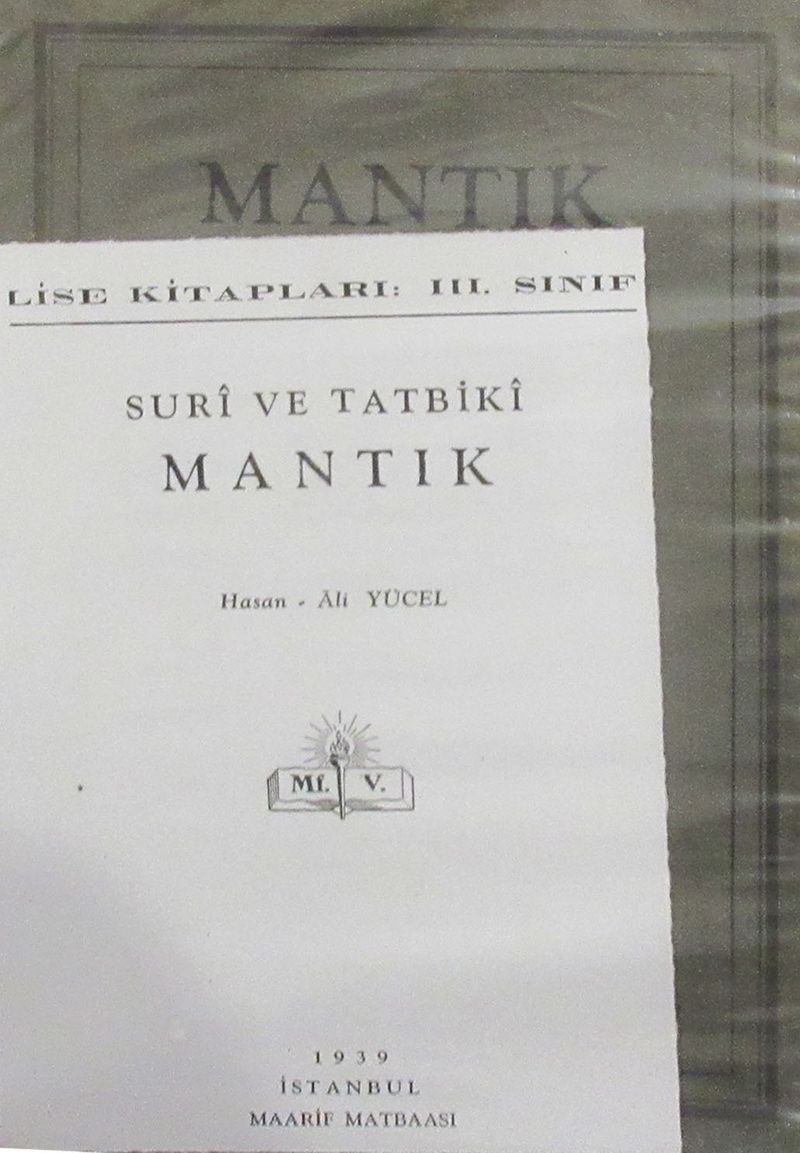 MANTIK
LİSE KİTAPLARI: III. SINIF
SURÎ VE TATBİKÎ
MANTIK
Hasan - Âli YÜCEL
Mf. V.
1939
İSTANBUL
MAARİF MATBAASI